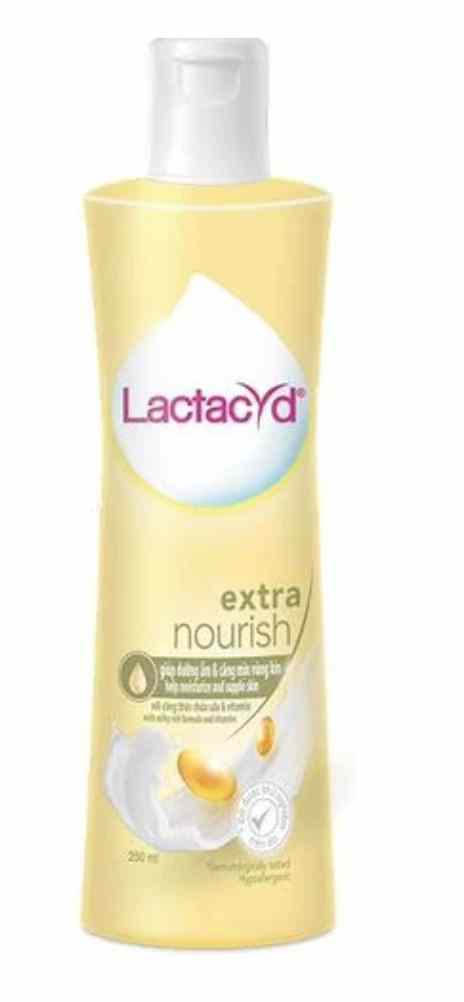 Lactacyd®
extra
nourish
giúp dưỡng ẩm & căng mịn vùng kín
help moisturize and supple skin
với công thức chứa sữa & vitamin
with milky rich formula and vitamin
250 ml
Dermatologically tested
Hypoallergenic